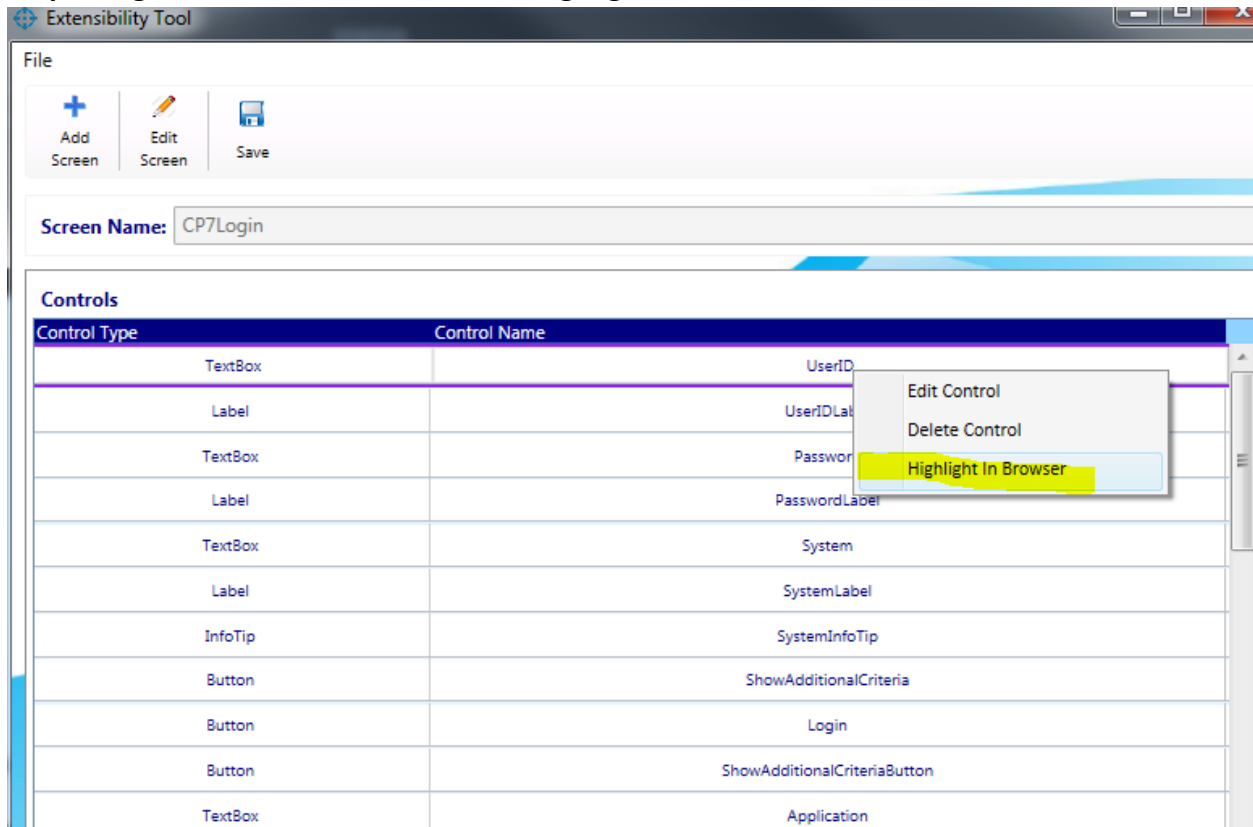 Extensibility Tool
File
Add Screen
Edit Screen
Save
Screen Name: CP7Login
Controls
Control Type Control Name
TextBox UserID
Edit Control
Label
Delete Control
TextBox
Highlight In Browser
Label PasswordLabel
TextBox System
Label SystemLabel
InfoTip SystemInfoTip
Button ShowAdditionalCriteria
Button Login
Button ShowAdditionalCriteriaButton
TextBox Application